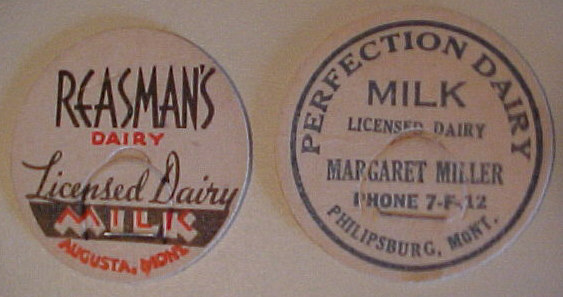 REASMAN'S
DAIRY
Licensed Dairy
MILK
AUGUSTA, MONT.
PERFECTION DAIRY
MILK
LICENSED DAIRY
MARGARET MILLER
PHONE 7-F-12
PHILIPSBURG, MONT.